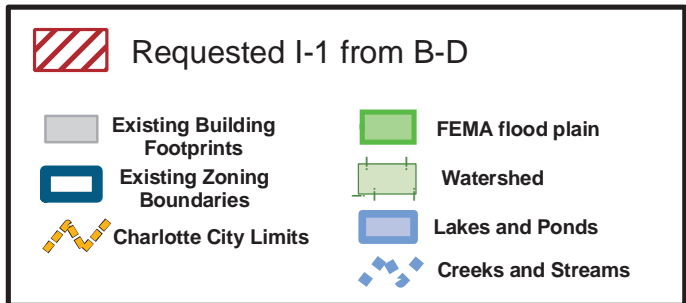 Requested I-1 from B-D
Existing Building
Footprints
Existing Zoning
Boundaries
Charlotte City Limits
FEMA flood plain
Watershed
Lakes and Ponds
Creeks and Streams